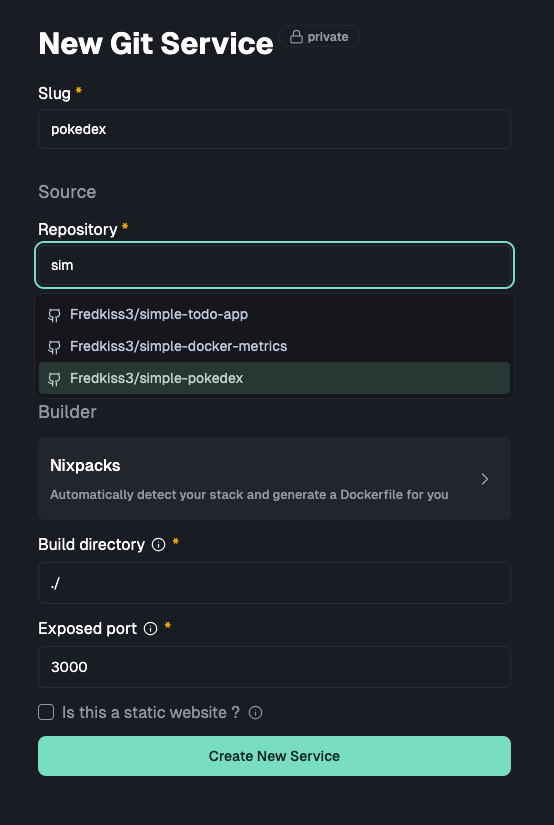 New Git Service
private
Slug *
pokedex
Source
Repository *
sim
Fredkiss3/simple-todo-app
Fredkiss3/simple-docker-metrics
Fredkiss3/simple-pokedex
Builder
Nixpacks
Automatically detect your stack and generate a Dockerfile for you
Build directory *
./
Exposed port *
3000
Is this a static website ?
Create New Service